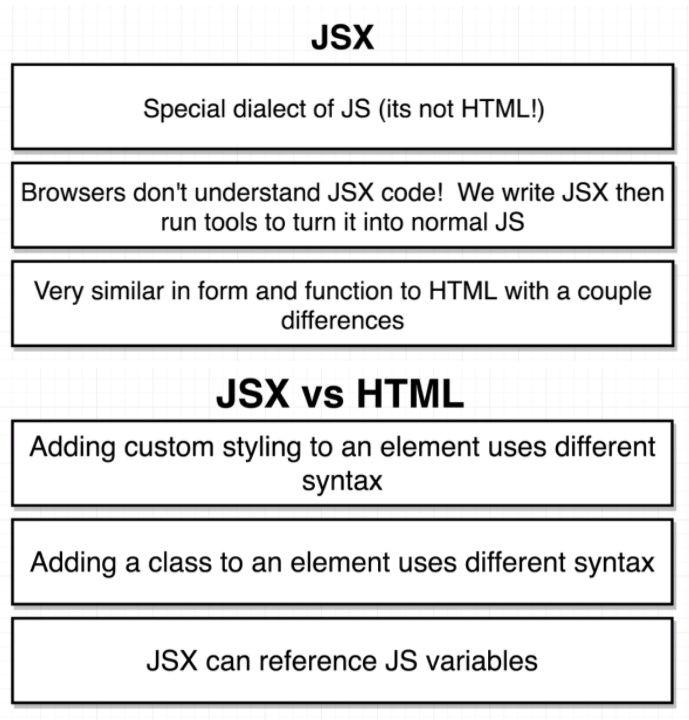 JSX
Special dialect of JS (its not HTML!)
Browsers don't understand JSX code!  We write JSX then
run tools to turn it into normal JS
Very similar in form and function to HTML with a couple
differences
JSX vs HTML
Adding custom styling to an element uses different
syntax
Adding a class to an element uses different syntax
JSX can reference JS variables